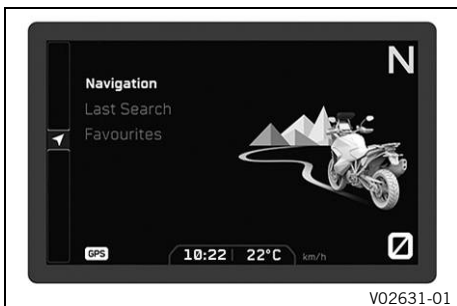 N
Navigation
Last Search
Favourites
GPS
10:22
22°C
km/h
0
V02631-01